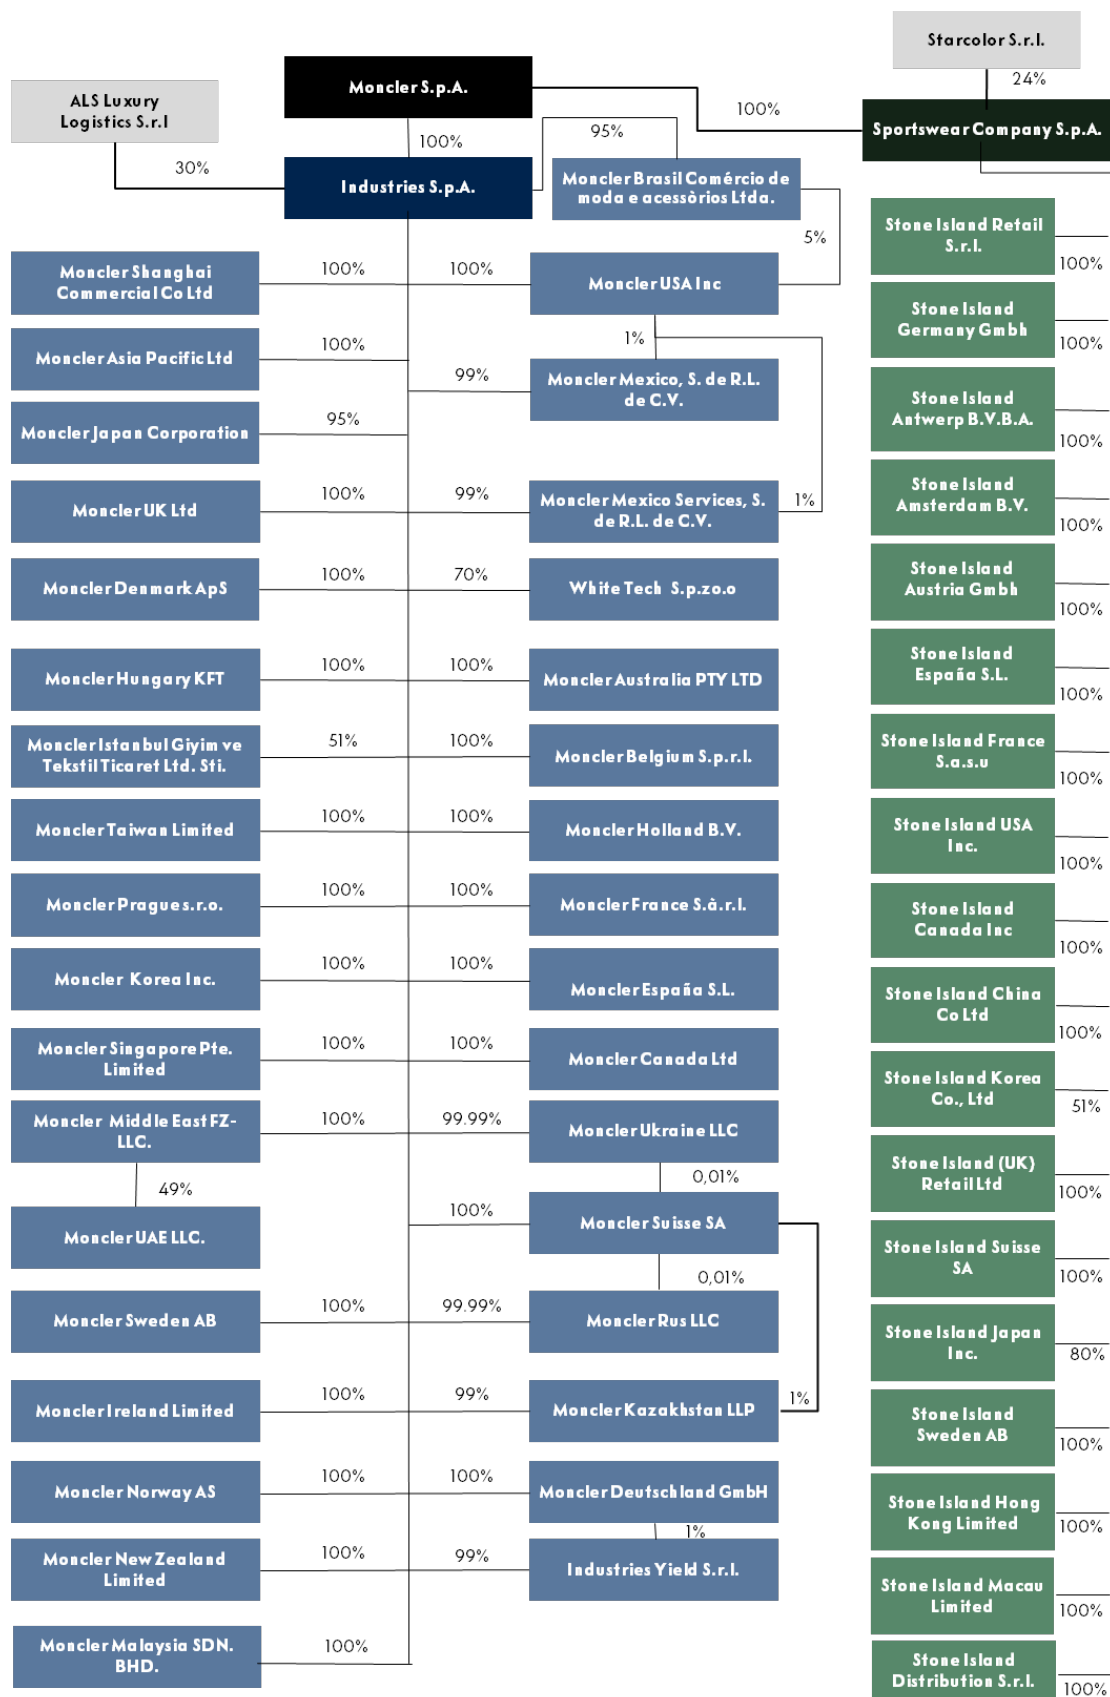 Starcolor S.r.l.
24%
Moncler S.p.A.
ALS Luxury
Logistics S.r.l
100%
100%
95%
Sportswear Company S.p.A.
30%
Industries S.p.A.
Moncler Brasil Comércio de
moda e acessòrios Ltda.
5%
Moncler Shanghai
Commercial Co Ltd
100%
100%
Moncler USA Inc
1%
Moncler Asia Pacific Ltd
100%
99%
Moncler Mexico, S. de R.L.
de C.V.
Moncler Japan Corporation
95%
Moncler UK Ltd
100%
99%
Moncler Mexico Services, S.
de R.L. de C.V.
1%
Moncler Denmark ApS
100%
70%
White Tech S.p.zo.o
Moncler Hungary KFT
100%
100%
Moncler Australia PTY LTD
Moncler Istanbul Giyim ve
Tekstil Ticaret Ltd. Sti.
51%
100%
Moncler Belgium S.p.r.l.
Moncler Taiwan Limited
100%
100%
Moncler Holland B.V.
Moncler Prague s.r.o.
100%
100%
Moncler France S.à.r.l.
Moncler Korea Inc.
100%
100%
Moncler España S.L.
Moncler Singapore Pte.
Limited
100%
100%
Moncler Canada Ltd
Moncler Middle East FZ-
LLC.
100%
99.99%
Moncler Ukraine LLC
49%
0,01%
Moncler UAE LLC.
100%
Moncler Suisse SA
0,01%
Moncler Sweden AB
100%
99.99%
Moncler Rus LLC
Moncler Ireland Limited
100%
99%
Moncler Kazakhstan LLP
1%
Moncler Norway AS
100%
100%
Moncler Deutschland GmbH
1%
Moncler New Zealand
Limited
100%
99%
Industries Yield S.r.l.
Moncler Malaysia SDN.
BHD.
100%
Stone Island Retail
S.r.l.
100%
Stone Island
Germany Gmbh
100%
Stone Island
Antwerp B.V.B.A.
100%
Stone Island
Amsterdam B.V.
100%
Stone Island
Austria Gmbh
100%
Stone Island
España S.L.
100%
Stone Island France
S.a.s.u
100%
Stone Island USA
Inc.
100%
Stone Island
Canada Inc
100%
Stone Island China
Co Ltd
100%
Stone Island Korea
Co., Ltd
51%
Stone Island (UK)
Retail Ltd
100%
Stone Island Suisse
SA
100%
Stone Island Japan
Inc.
80%
Stone Island
Sweden AB
100%
Stone Island Hong
Kong Limited
100%
Stone Island Macau
Limited
100%
Stone Island
Distribution S.r.l.
100%